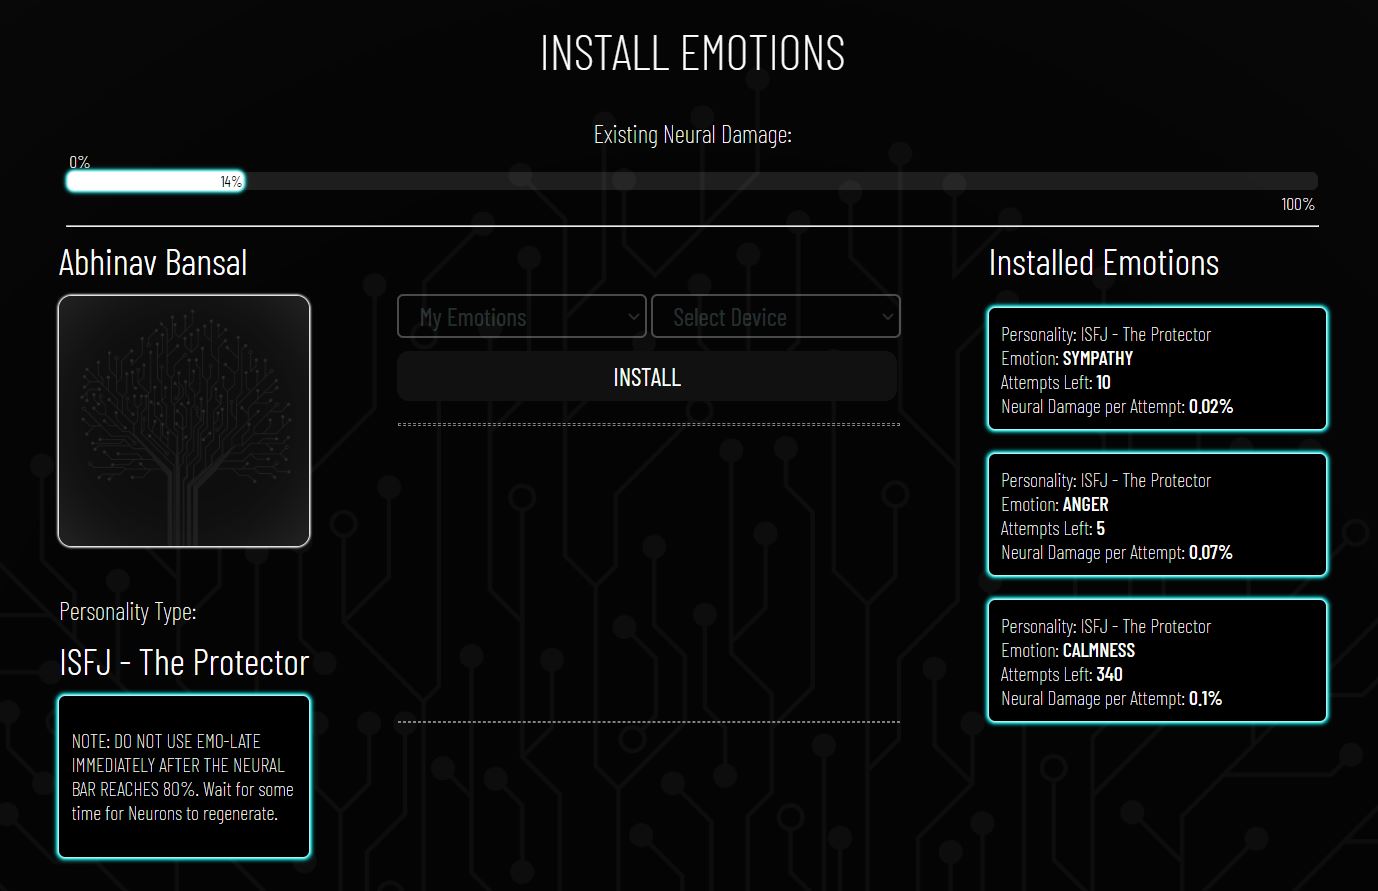 INSTALL EMOTIONS
Existing Neural Damage:
0%
14%
100%
Abhinav Bansal
Personality Type:
ISFJ - The Protector
NOTE: DO NOT USE EMO-LATE
IMMEDIATELY AFTER THE NEURAL
BAR REACHES 80%. Wait for some
time for Neurons to regenerate.
My Emotions
Select Device
INSTALL
Installed Emotions
Personality: ISFJ - The Protector
Emotion: SYMPATHY
Attempts Left: 10
Neural Damage per Attempt: 0.02%
Personality: ISFJ - The Protector
Emotion: ANGER
Attempts Left: 5
Neural Damage per Attempt: 0.07%
Personality: ISFJ - The Protector
Emotion: CALMNESS
Attempts Left: 340
Neural Damage per Attempt: 0.1%